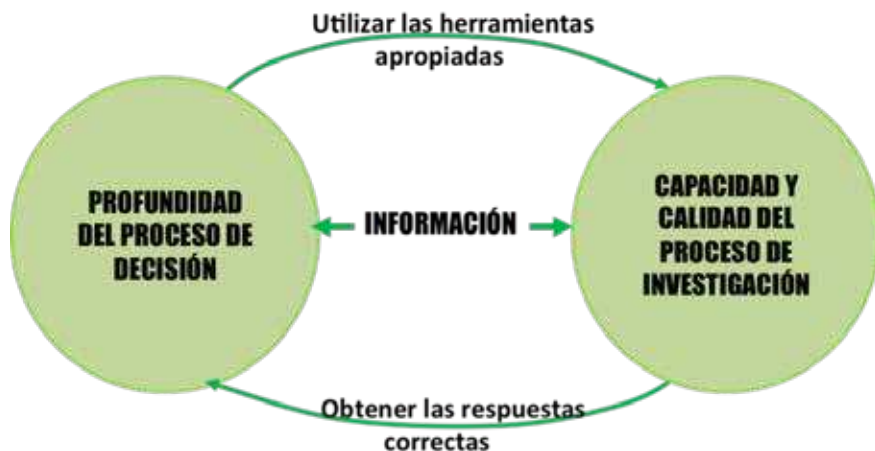 Utilizar las herramientas
apropiadas
PROFUNDIDAD
DEL PROCESO DE
DECISIÓN
INFORMACIÓN
CAPACIDAD Y
CALIDAD DEL
PROCESO DE
INVESTIGACIÓN
Obtener las respuestas
correctas